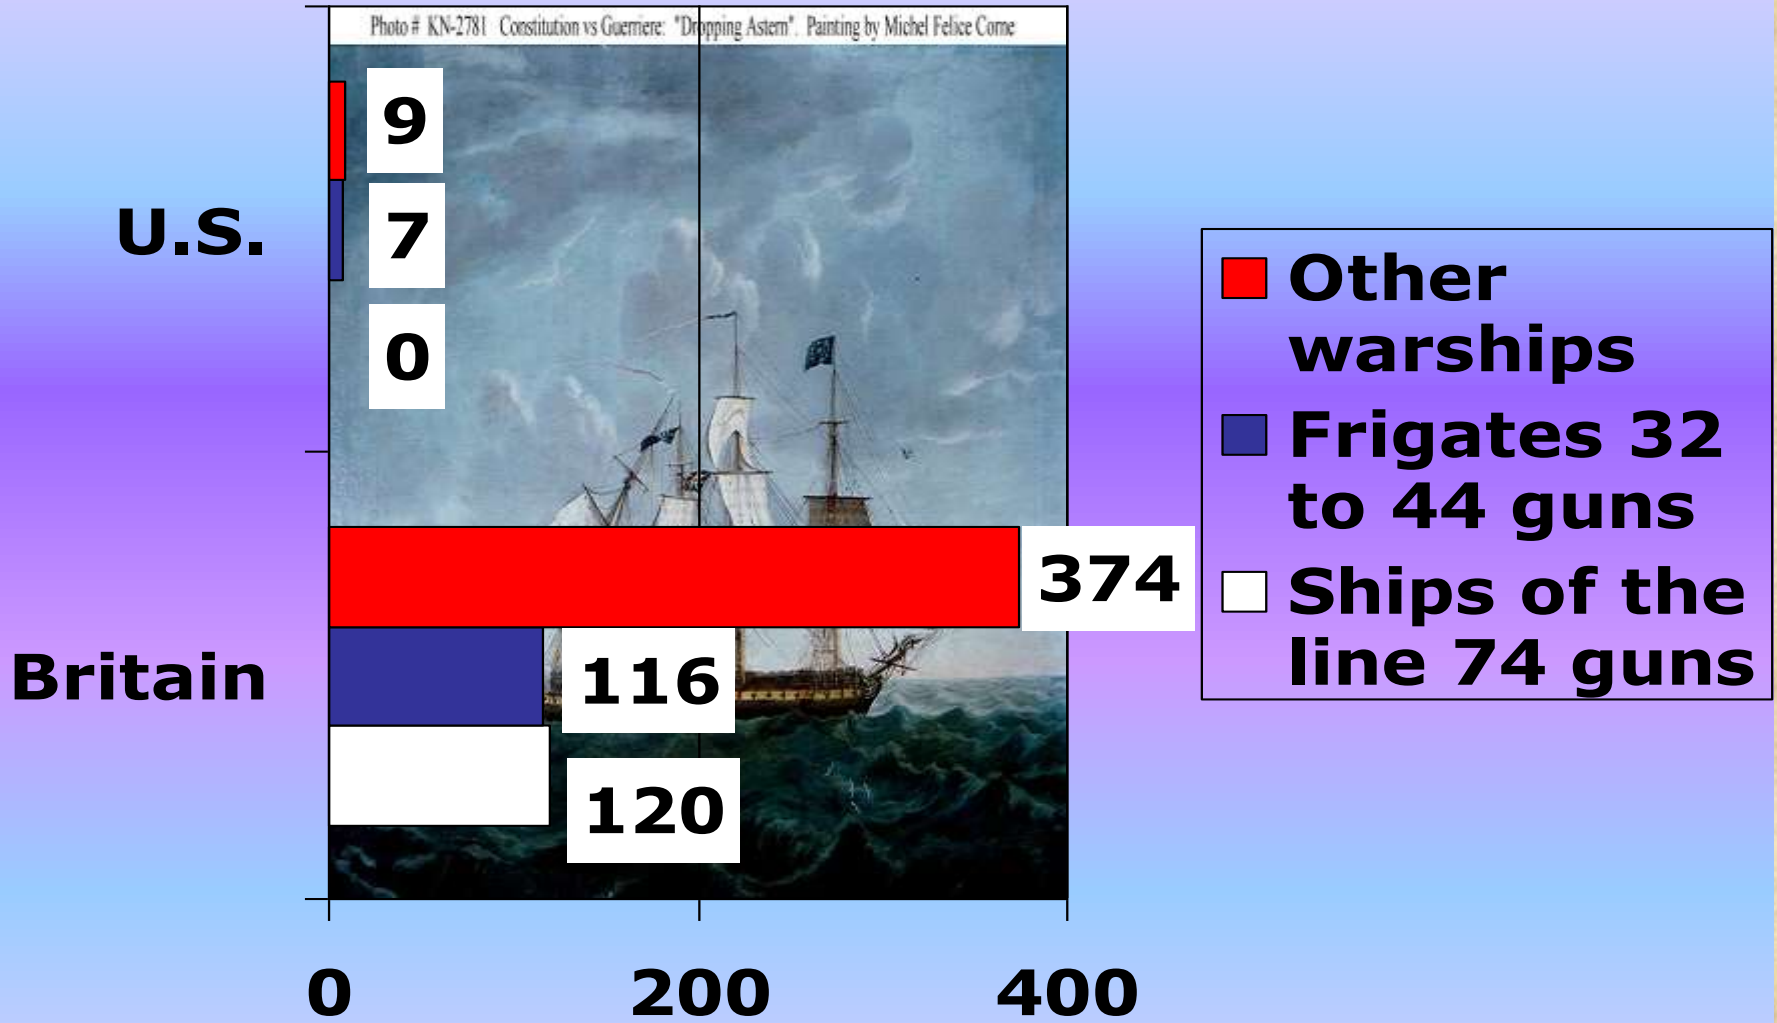 Photo # KN-2781 Constitution vs Guerriere: "Dropping Astern". Painting by Michel Felice Corne
U.S.
9
7
0
Britain
374
116
120
0 200 400
Other
warships
Frigates 32
to 44 guns
Ships of the
line 74 guns